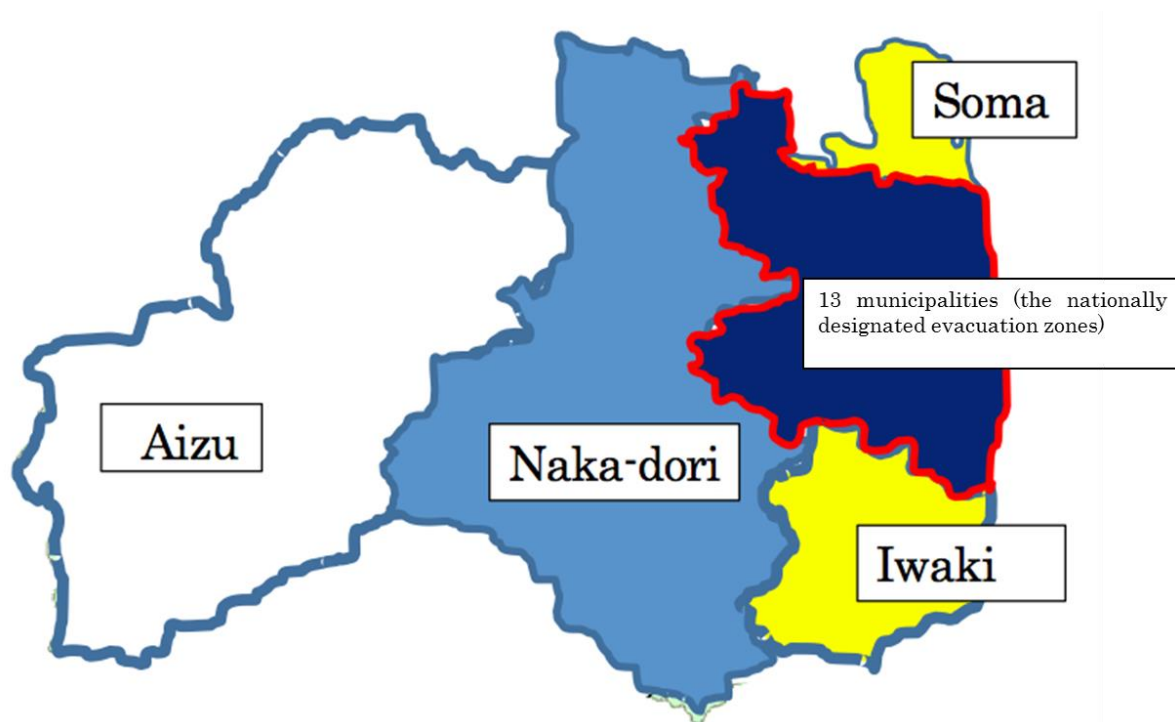 Soma
13 municipalities (the nationally
designated evacuation zones)
Aizu
Naka-dori
Iwaki